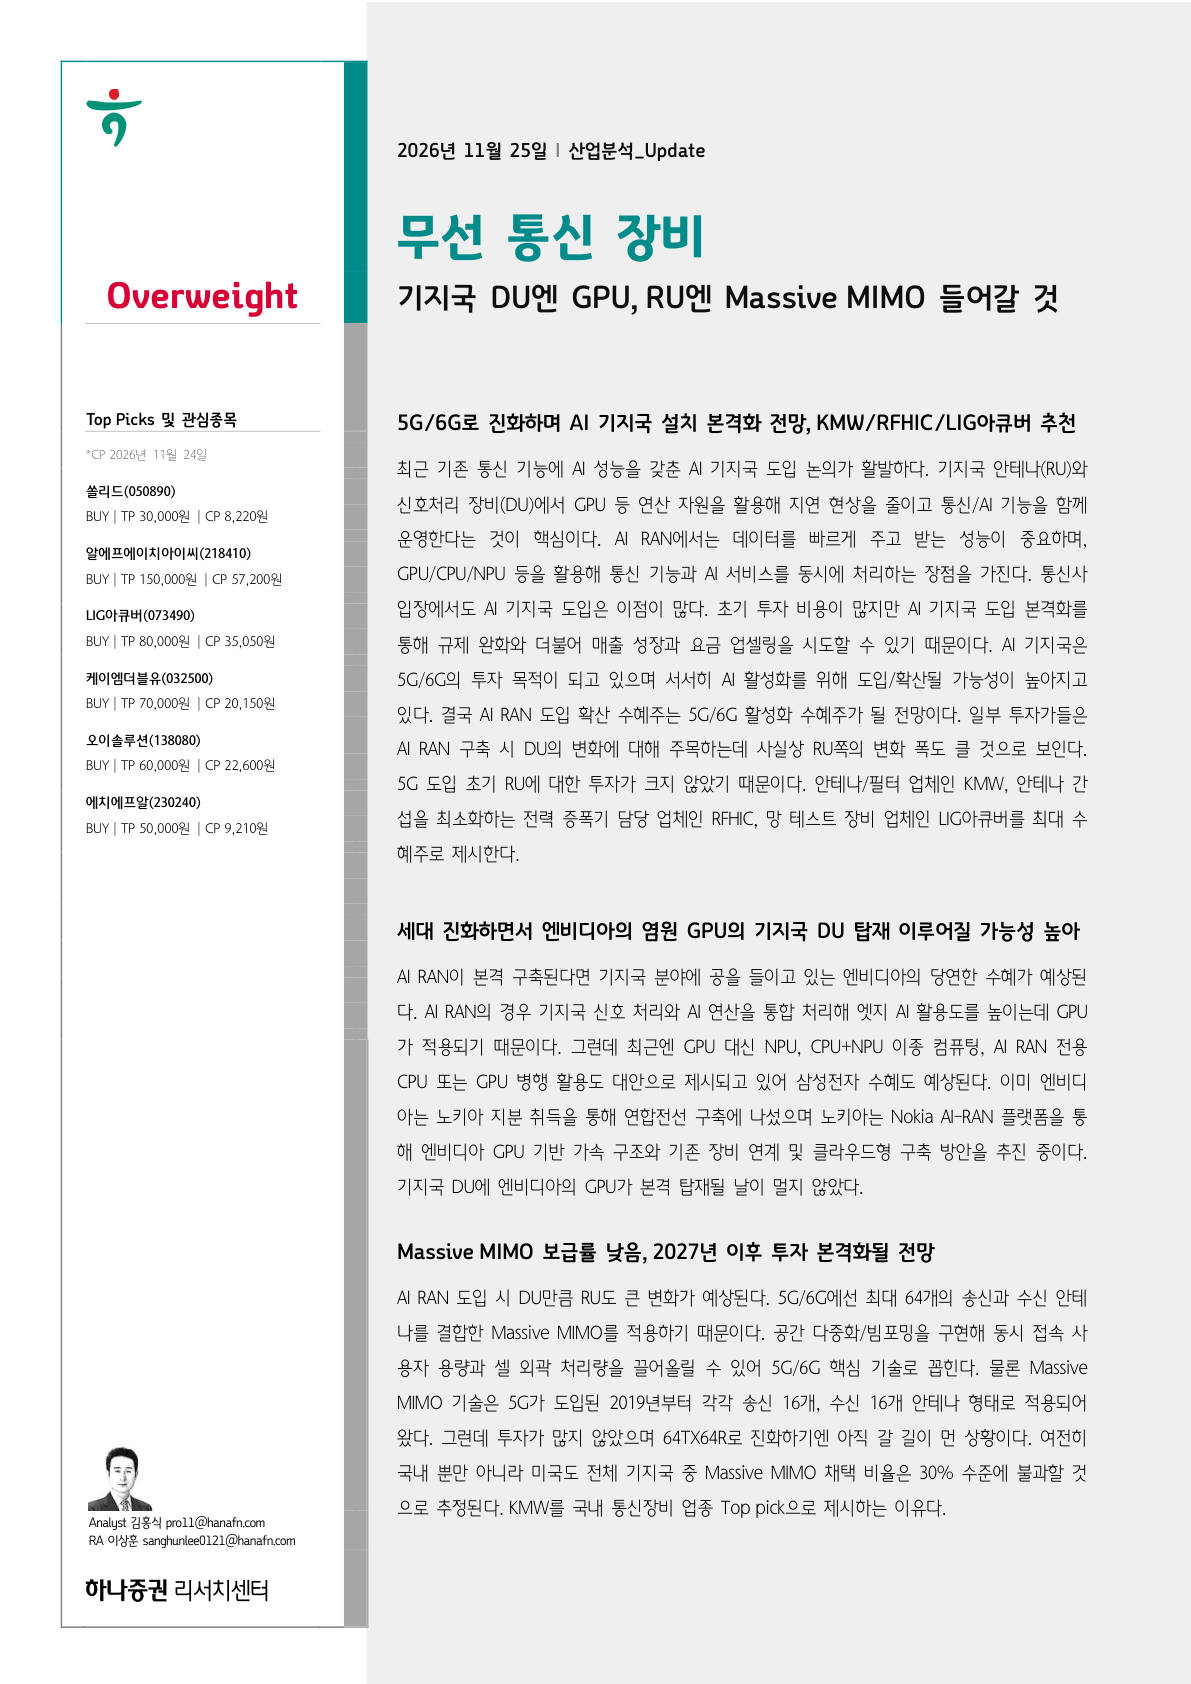 2026년 11월 25일 | 산업분석_Update
무선 통신 장비
기지국 DU엔 GPU, RU엔 Massive MIMO 들어갈 것
Overweight
Top Picks 및 관심종목
*CP 2026년 11월 24일
쏠리드(050890)
BUY | TP 30,000원 | CP 8,220원
알에프에이치아이씨(218410)
BUY | TP 150,000원 | CP 57,200원
LIG아큐버(073490)
BUY | TP 80,000원 | CP 35,050원
케이엠더블유(032500)
BUY | TP 70,000원 | CP 20,150원
오이솔루션(138080)
BUY | TP 60,000원 | CP 22,600원
에치에프알(230240)
BUY | TP 50,000원 | CP 9,210원
Analyst 김홍식 pro11@hanafn.com
RA 이상훈 sanghunlee0121@hanafn.com
하나증권 리서치센터
5G/6G로 진화하며 AI 기지국 설치 본격화 전망, KMW/RFHIC/LIG아큐버 추천
최근 기존 통신 기능에 AI 성능을 갖춘 AI 기지국 도입 논의가 활발하다. 기지국 안테나(RU)와
신호처리 장비(DU)에서 GPU 등 연산 자원을 활용해 지연 현상을 줄이고 통신/AI 기능을 함께
운영한다는 것이 핵심이다. AI RAN에서는 데이터를 빠르게 주고 받는 성능이 중요하며,
GPU/CPU/NPU 등을 활용해 통신 기능과 AI 서비스를 동시에 처리하는 장점을 가진다. 통신사
입장에서도 AI 기지국 도입은 이점이 많다. 초기 투자 비용이 많지만 AI 기지국 도입 본격화를
통해 규제 완화와 더불어 매출 성장과 요금 업셀링을 시도할 수 있기 때문이다. AI 기지국은
5G/6G의 투자 목적이 되고 있으며 서서히 AI 활성화를 위해 도입/확산될 가능성이 높아지고
있다. 결국 AI RAN 도입 확산 수혜주는 5G/6G 활성화 수혜주가 될 전망이다. 일부 투자가들은
AI RAN 구축 시 DU의 변화에 대해 주목하는데 사실상 RU쪽의 변화 폭도 클 것으로 보인다.
5G 도입 초기 RU에 대한 투자가 크지 않았기 때문이다. 안테나/필터 업체인 KMW, 안테나 간
섭을 최소화하는 전력 증폭기 담당 업체인 RFHIC, 망 테스트 장비 업체인 LIG아큐버를 최대 수
혜주로 제시한다.
세대 진화하면서 엔비디아의 염원 GPU의 기지국 DU 탑재 이루어질 가능성 높아
AI RAN이 본격 구축된다면 기지국 분야에 공을 들이고 있는 엔비디아의 당연한 수혜가 예상된
다. AI RAN의 경우 기지국 신호 처리와 AI 연산을 통합 처리해 엣지 AI 활용도를 높이는데 GPU
가 적용되기 때문이다. 그런데 최근엔 GPU 대신 NPU, CPU+NPU 이종 컴퓨팅, AI RAN 전용
CPU 또는 GPU 병행 활용도 대안으로 제시되고 있어 삼성전자 수혜도 예상된다. 이미 엔비디
아는 노키아 지분 취득을 통해 연합전선 구축에 나섰으며 노키아는 Nokia AI-RAN 플랫폼을 통
해 엔비디아 GPU 기반 가속 구조와 기존 장비 연계 및 클라우드형 구축 방안을 추진 중이다.
기지국 DU에 엔비디아의 GPU가 본격 탑재될 날이 멀지 않았다.
Massive MIMO 보급률 낮음, 2027년 이후 투자 본격화될 전망
AI RAN 도입 시 DU만큼 RU도 큰 변화가 예상된다. 5G/6G에선 최대 64개의 송신과 수신 안테
나를 결합한 Massive MIMO를 적용하기 때문이다. 공간 다중화/빔포밍을 구현해 동시 접속 사
용자 용량과 셀 외곽 처리량을 끌어올릴 수 있어 5G/6G 핵심 기술로 꼽힌다. 물론 Massive
MIMO 기술은 5G가 도입된 2019년부터 각각 송신 16개, 수신 16개 안테나 형태로 적용되어
왔다. 그런데 투자가 많지 않았으며 64TX64R로 진화하기엔 아직 갈 길이 먼 상황이다. 여전히
국내 뿐만 아니라 미국도 전체 기지국 중 Massive MIMO 채택 비율은 30% 수준에 불과할 것
으로 추정된다. KMW를 국내 통신장비 업종 Top pick으로 제시하는 이유다.